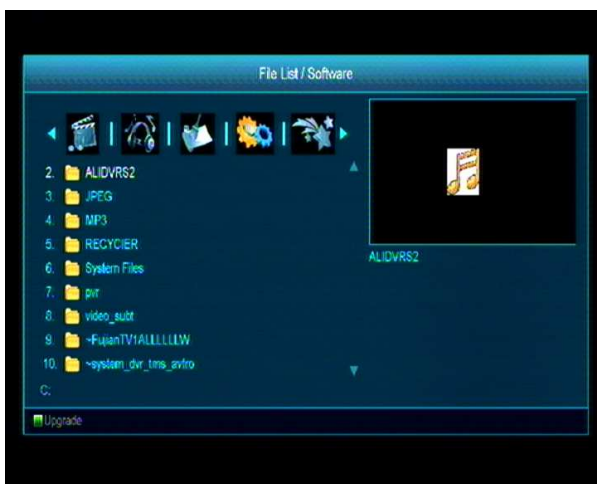 File List / Software
2. ALIDVRS2
3. JPEG
4. MP3
5. RECYCIER
6. System Files
7. pvr
8. video_subt
9. ~FujianTV1ALLLLLLW
10. ~system_dvr_tms_avfro
ALIDVRS2
C:
Upgrade